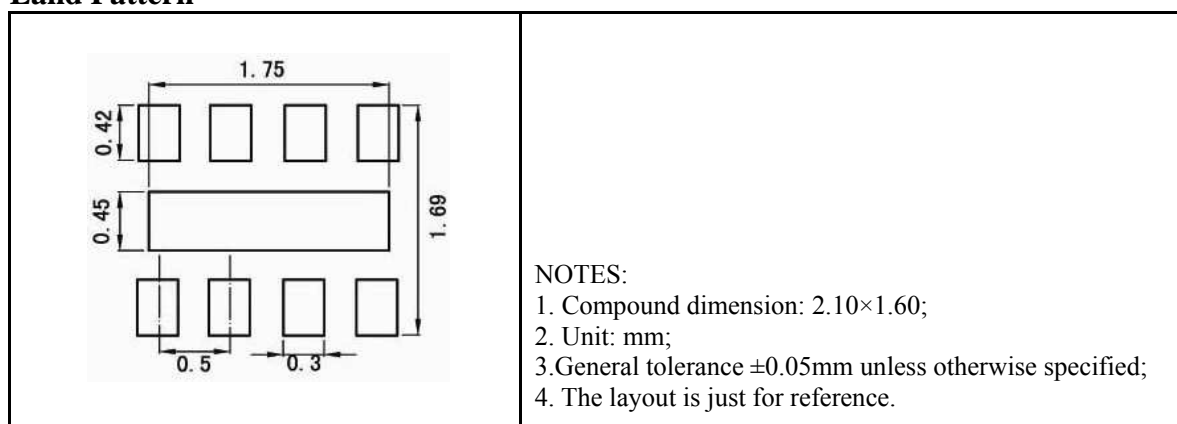 Land Pattern
1.75
0.42
0.45
1.69
0.5
0.3
NOTES:
1. Compound dimension: 2.10×1.60;
2. Unit: mm;
3.General tolerance ±0.05mm unless otherwise specified;
4. The layout is just for reference.